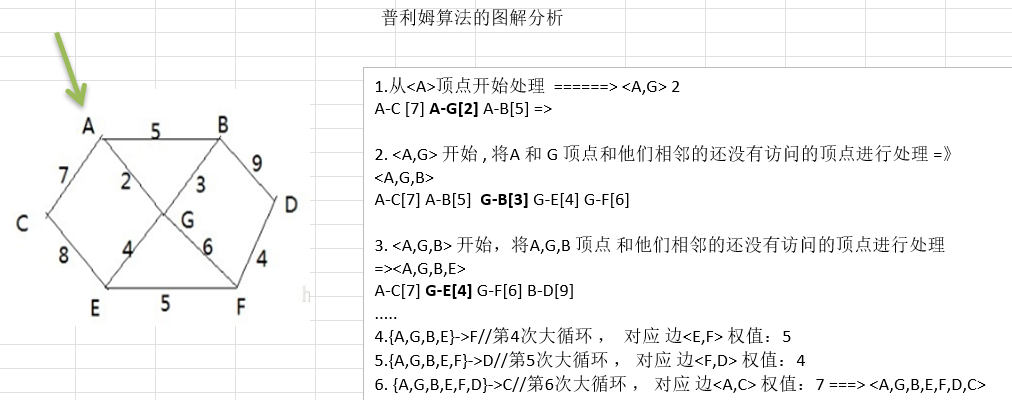 普利姆算法的图解分析
A
5
B
7
2
3
9
C
G
D
8
4
6
4
E
5
F
1.从<A>顶点开始处理 ======> <A,G> 2
A-C [7] A-G[2] A-B[5] =>
2. <A,G> 开始 , 将A 和 G 顶点和他们相邻的还没有访问的顶点进行处理 =》
<A,G,B>
A-C[7] A-B[5] G-B[3] G-E[4] G-F[6]
3. <A,G,B> 开始，将A,G,B 顶点 和他们相邻的还没有访问的顶点进行处理
=><A,G,B,E>
A-C[7] G-E[4] G-F[6] B-D[9]
.....
4.{A,G,B,E}->F//第4次大循环 ， 对应 边<E,F> 权值：5
5.{A,G,B,E,F}->D//第5次大循环 ， 对应 边<F,D> 权值：4
6. {A,G,B,E,F,D}->C//第6次大循环 ， 对应 边<A,C> 权值：7 ===> <A,G,B,E,F,D,C>